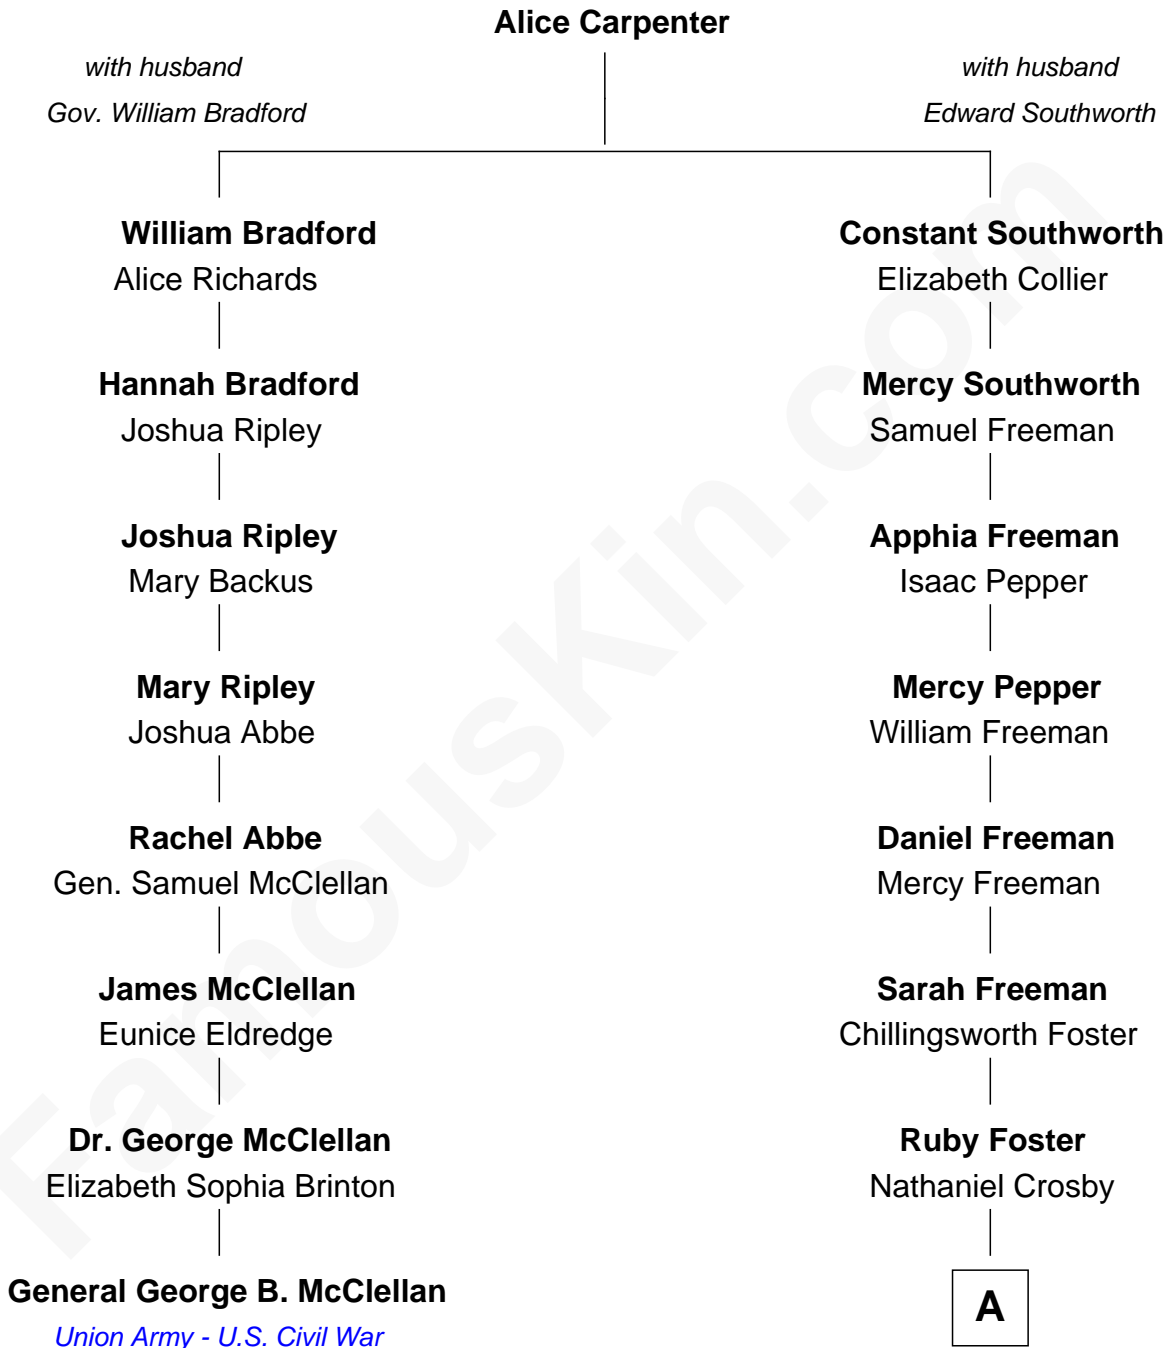 Alice Carpenter
with husband
Gov. William Bradford
with husband
Edward Southworth
William Bradford
Alice Richards
Constant Southworth
Elizabeth Collier
Hannah Bradford
Joshua Ripley
Mercy Southworth
Samuel Freeman
Joshua Ripley
Mary Backus
Apphia Freeman
Isaac Pepper
Mary Ripley
Joshua Abbe
Mercy Pepper
William Freeman
Rachel Abbe
Gen. Samuel McClellan
Daniel Freeman
Mercy Freeman
James McClellan
Eunice Eldredge
Sarah Freeman
Chillingsworth Foster
Dr. George McClellan
Elizabeth Sophia Brinton
Ruby Foster
Nathaniel Crosby
General George B. McClellan
Union Army - U.S. Civil War
A
FamousKin.com